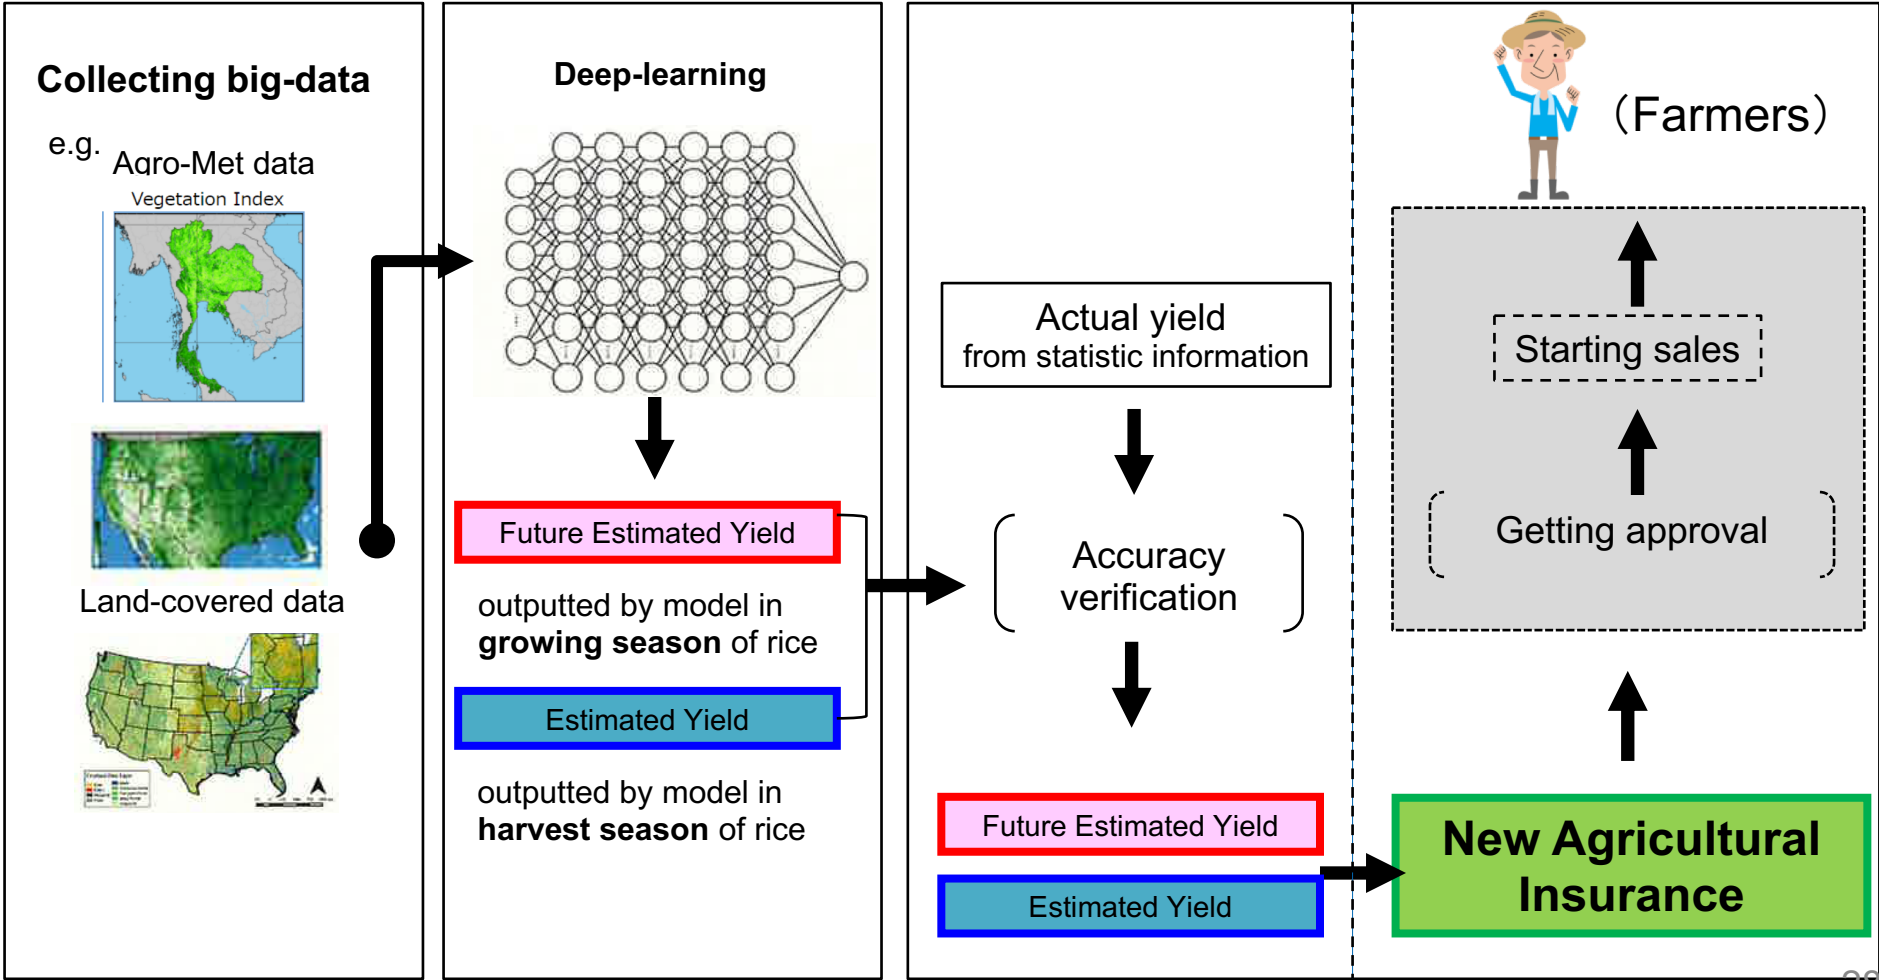 Collecting big-data
e.g.
Agro-Met data
Vegetation Index
Land-covered data
Deep-learning
Future Estimated Yield
outputted by model in
growing season of rice
Estimated Yield
outputted by model in
harvest season of rice
Actual yield
from statistic information
Accuracy
verification
Future Estimated Yield
Estimated Yield
（Farmers）
Starting sales
Getting approval
New Agricultural
Insurance